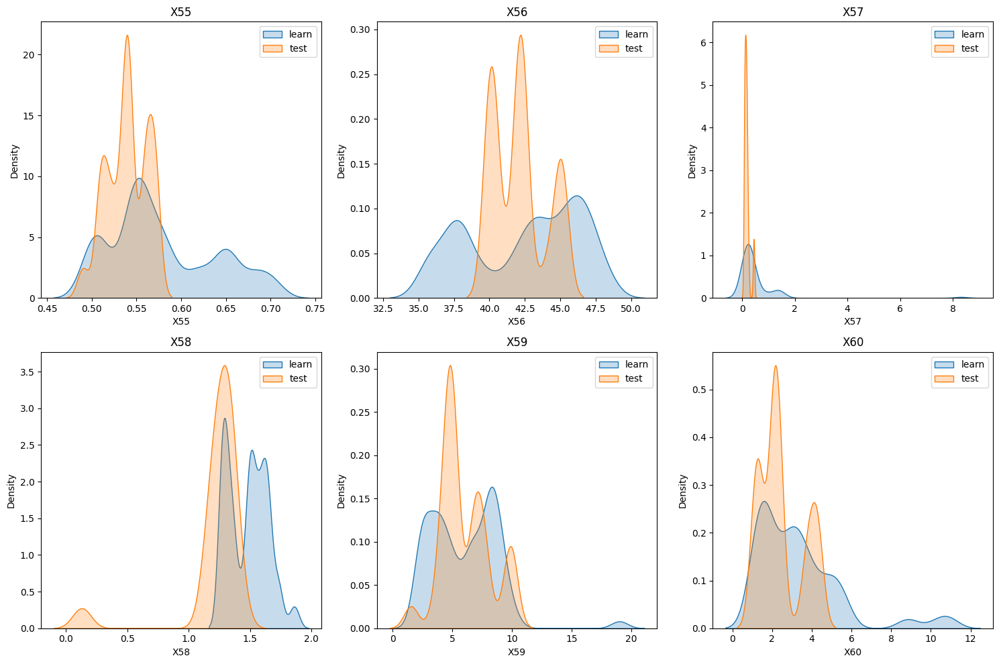 X55
learn
test
20
15
10
5
0
Density
0.45 0.50 0.55 0.60 0.65 0.70 0.75
X55
X56
learn
test
0.30
0.25
0.20
0.15
0.10
0.05
0.00
Density
32.5 35.0 37.5 40.0 42.5 45.0 47.5 50.0
X56
X57
learn
test
6
5
4
3
2
1
0
Density
0 2 4 6 8
X57
X58
learn
test
3.5
3.0
2.5
2.0
1.5
1.0
0.5
0.0
Density
0.0 0.5 1.0 1.5 2.0
X58
X59
learn
test
0.30
0.25
0.20
0.15
0.10
0.05
0.00
Density
0 5 10 15 20
X59
X60
learn
test
0.5
0.4
0.3
0.2
0.1
0.0
Density
0 2 4 6 8 10 12
X60